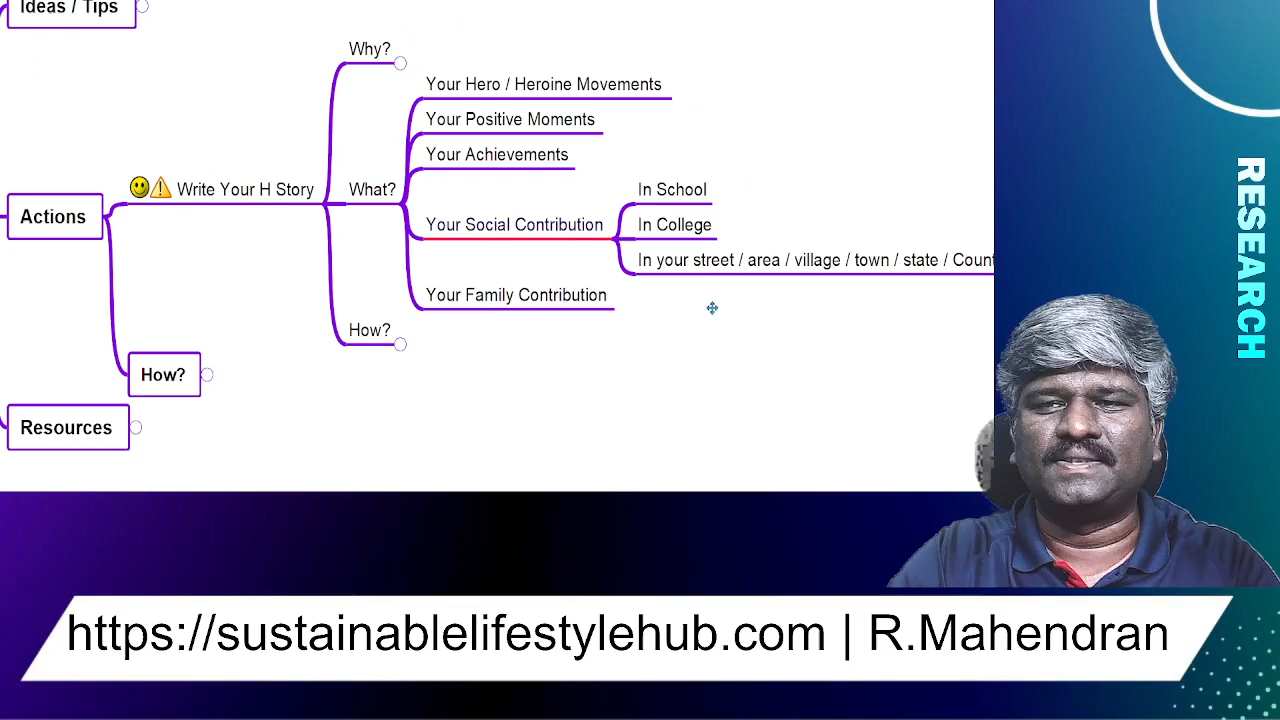 Ideas / Tips
Why?
Your Hero / Heroine Movements
Your Positive Moments
Your Achievements
Write Your H Story
What?
In School
Actions
Your Social Contribution
In College
In your street / area / village / town / state / Count
Your Family Contribution
How?
How?
Resources
RESEARCH
https://sustainablelifestylehub.com | R.Mahendran